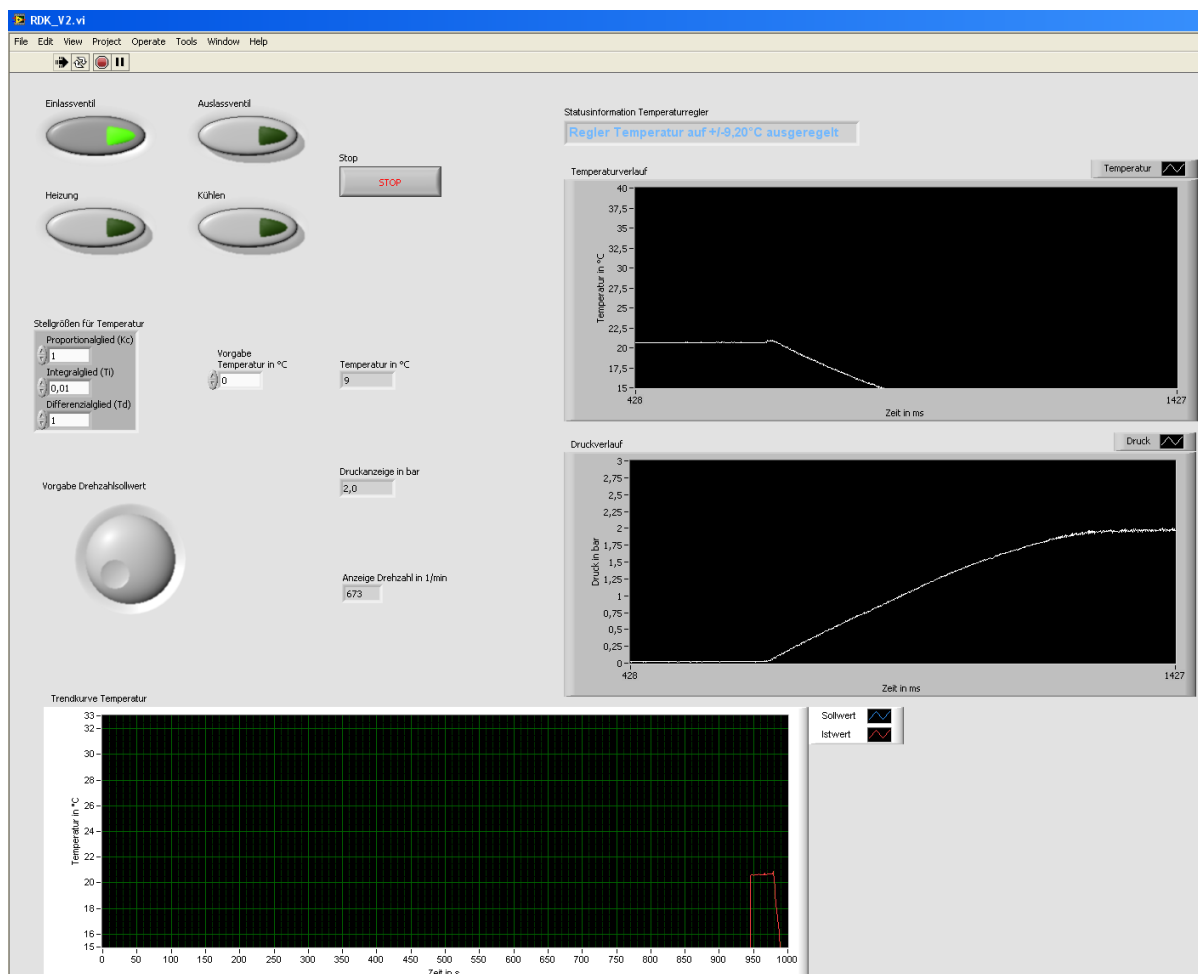 RDK_V2.vi
File Edit View Project Operate Tools Window Help
Einlassventil
Auslassventil
Heizung
Kühlen
Stop
STOP
Statusinformation Temperaturregler
Regler Temperatur auf +/-9,20°C ausgeregelt
Temperaturverlauf
Temperatur
40
37,5
35
32,5
30
27,5
25
22,5
20
17,5
15
Temperatur in °C
428
1427
Zeit in ms
Stellgrößen für Temperatur
Proportionalglied (Kc)
1
Integralglied (Ti)
0,01
Differenzialglied (Td)
1
Vorgabe
Temperatur in °C
0
Temperatur in °C
9
Druckanzeige in bar
2,0
Vorgabe Drehzahlsollwert
Anzeige Drehzahl in 1/min
673
Druckverlauf
Druck
3
2,75
2,5
2,25
2
1,75
1,5
1,25
1
0,75
0,5
0,25
0
Druck in bar
428
1427
Zeit in ms
Trendkurve Temperatur
Sollwert
Istwert
33
32
30
28
26
24
22
20
18
16
15
Temperatur in °C
0 50 100 150 200 250 300 350 400 450 500 550 600 650 700 750 800 850 900 950 1000
Zeit in s